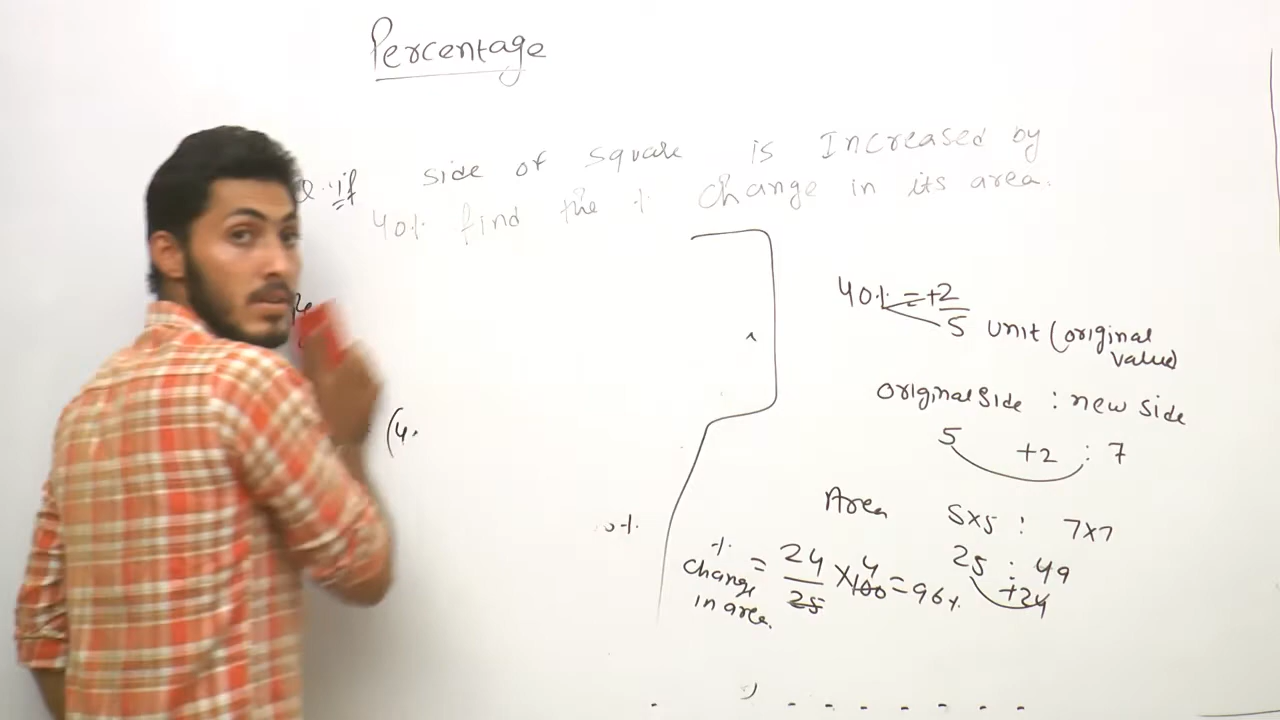 Percentage
Q. if side of square is Increased by
40% find the % change in its area.
40% = +2/5 unit (original value)
original side : new side
5 +2 : 7
Area 5x5 : 7x7
25 : 49
+24
% change in area. = 24/25 x 100 4 = 96%
(4.
0%